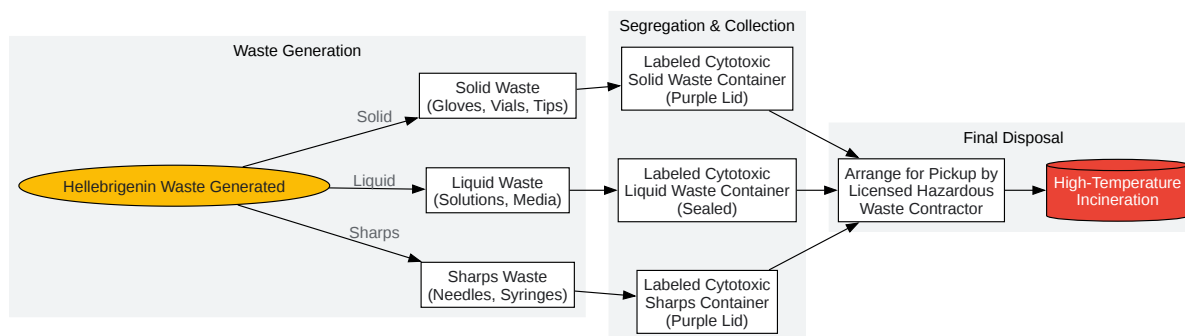 Segregation & Collection
Waste Generation
Labeled Cytotoxic
Solid Waste Container
(Purple Lid)
Solid Waste
(Gloves, Vials, Tips)
Solid
Final Disposal
Hellebrigenin Waste Generated
Liquid
Liquid Waste
(Solutions, Media)
Labeled Cytotoxic
Liquid Waste Container
(Sealed)
Arrange for Pickup by
Licensed Hazardous
Waste Contractor
High-Temperature
Incineration
Sharps
Sharps Waste
(Needles, Syringes)
Labeled Cytotoxic
Sharps Container
(Purple Lid)